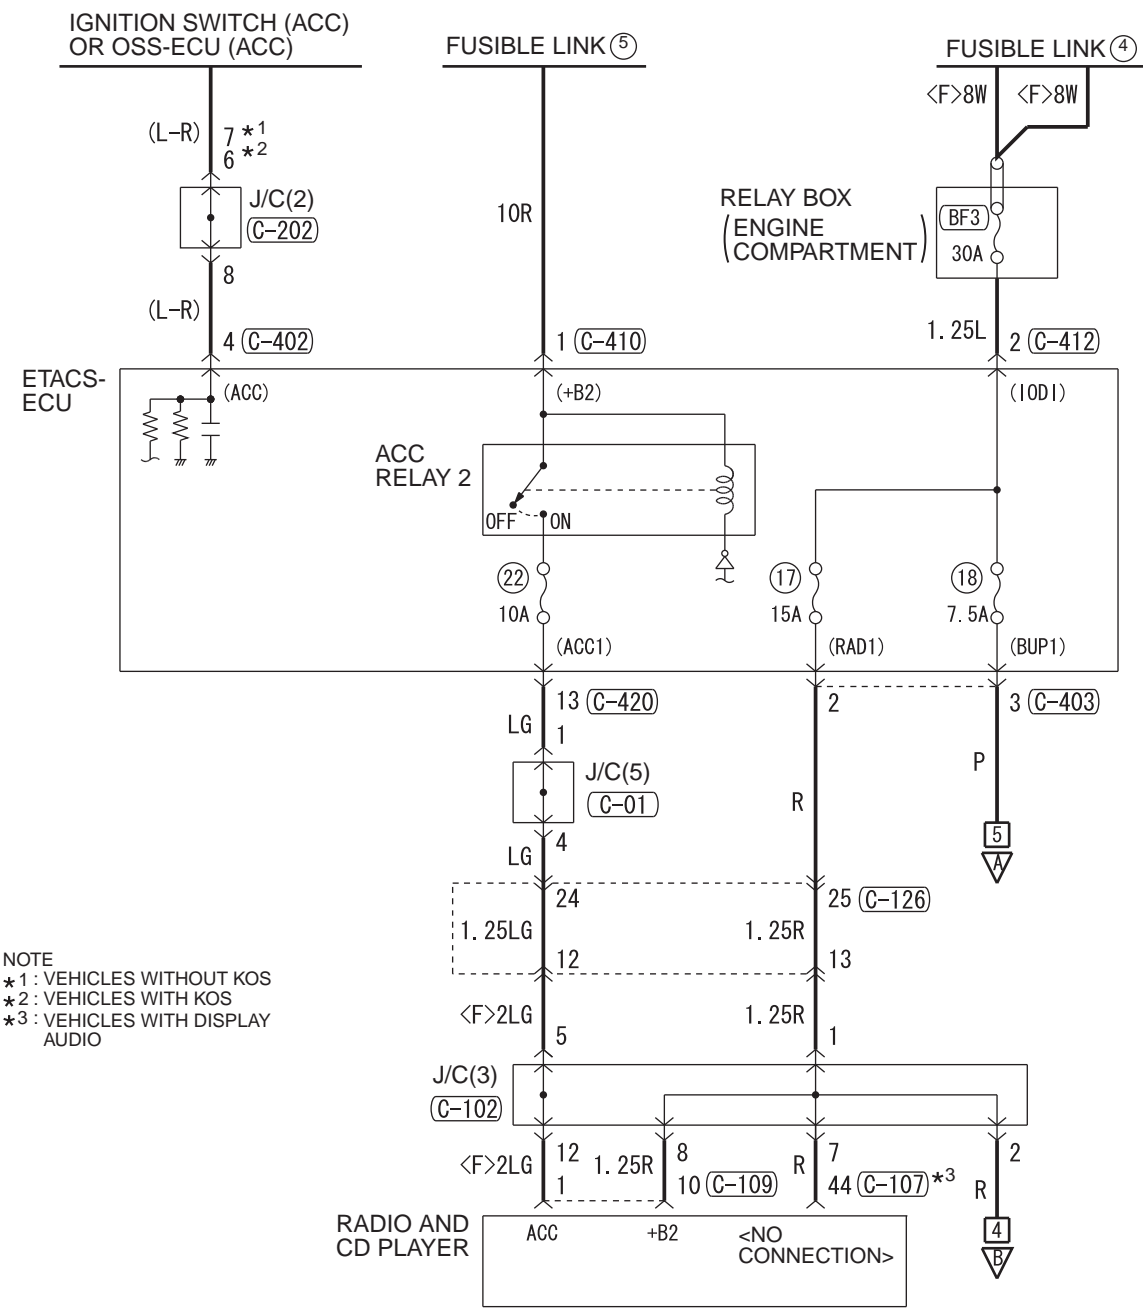 IGNITION SWITCH (ACC)
OR OSS-ECU (ACC)
FUSIBLE LINK 5
FUSIBLE LINK 4
<F>8W
<F>8W
(L-R)
7 *1
6 *2
J/C(2)
C-202
8
(L-R)
4 C-402
10R
1 C-410
RELAY BOX
(ENGINE
COMPARTMENT)
BF3
30A
1.25L
2 C-412
ETACS-
ECU
(ACC)
(+B2)
(IOD1)
ACC
RELAY 2
OFF
ON
22
10A
17
15A
18
7.5A
(ACC1)
(RAD1)
(BUP1)
13 C-420
2
3 C-403
LG
1
J/C(5)
C-01
P
R
4
LG
5
A
24
25 C-126
1.25LG
1.25R
12
13
NOTE
*1 : VEHICLES WITHOUT KOS
*2 : VEHICLES WITH KOS
*3 : VEHICLES WITH DISPLAY
AUDIO
<F>2LG
1.25R
5
1
J/C(3)
C-102
<F>2LG
12
1
1.25R
8
10 C-109
R
7
44 C-107 *3
2
R
4
B
RADIO AND
CD PLAYER
ACC
+B2
<NO
CONNECTION>